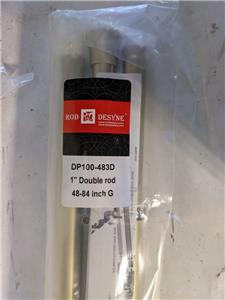 ROD DESYNE
DP100-483D
1" Double rod
48-84 inch G